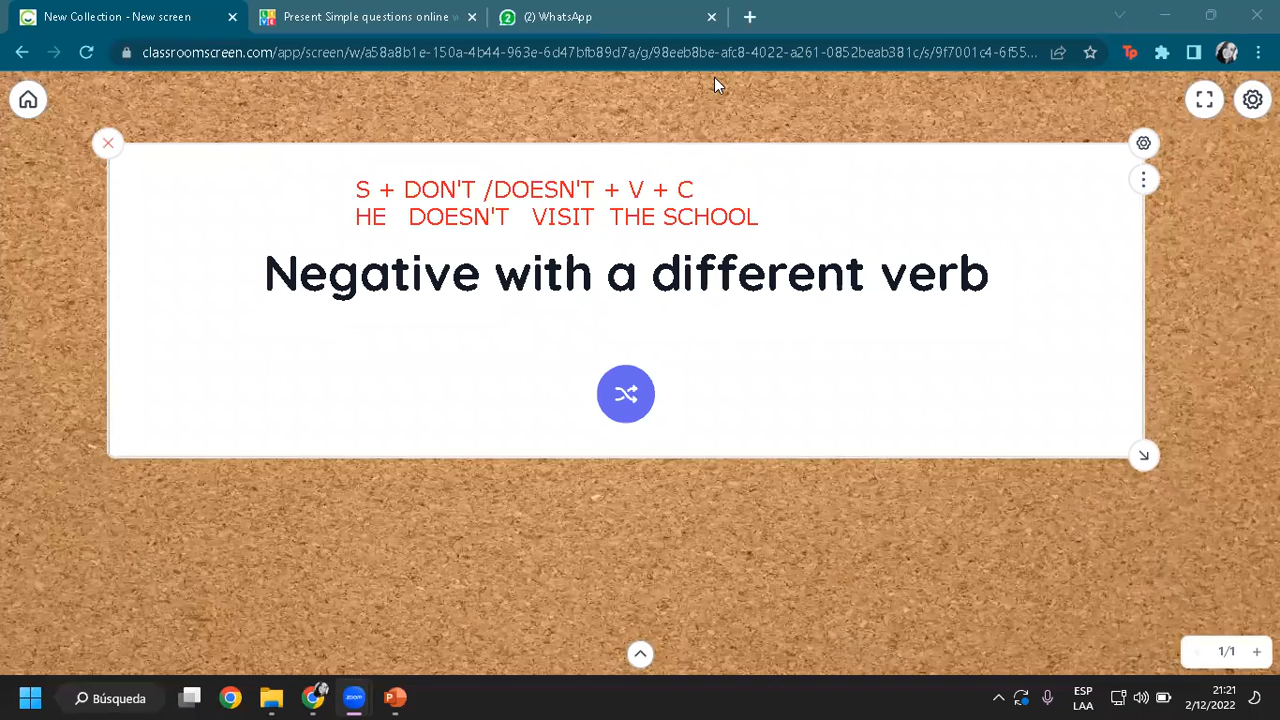 New Collection - New screen
Present Simple questions online w
(2) WhatsApp
classroomscreen.com/app/screen/w/a58a8b1e-150a-4b44-963e-6d47bfb89d7a/g/98eeb8be-afc8-4022-a261-0852beab381c/s/9f7001c4-6f55...
S + DON'T /DOESN'T + V + C
HE DOESN'T VISIT THE SCHOOL
Negative with a different verb
1/1
Búsqueda
zoom
ESP
LAA
21:21
2/12/2022